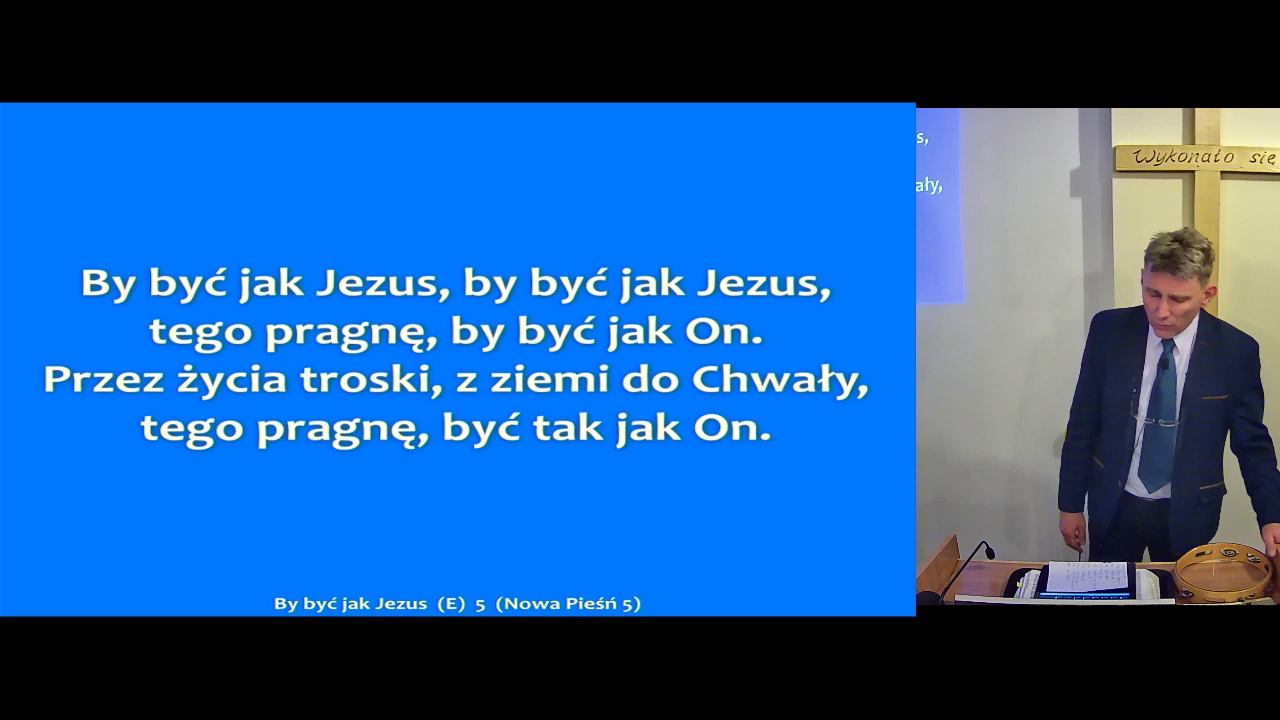 By być jak Jezus, by być jak Jezus,
tego pragnę, by być jak On.
Przez życia troski, z ziemi do Chwały,
tego pragnę, być tak jak On.
By być jak Jezus (E) 5 (Nowa Pieśń 5)
s,
ały,
Wykonało się